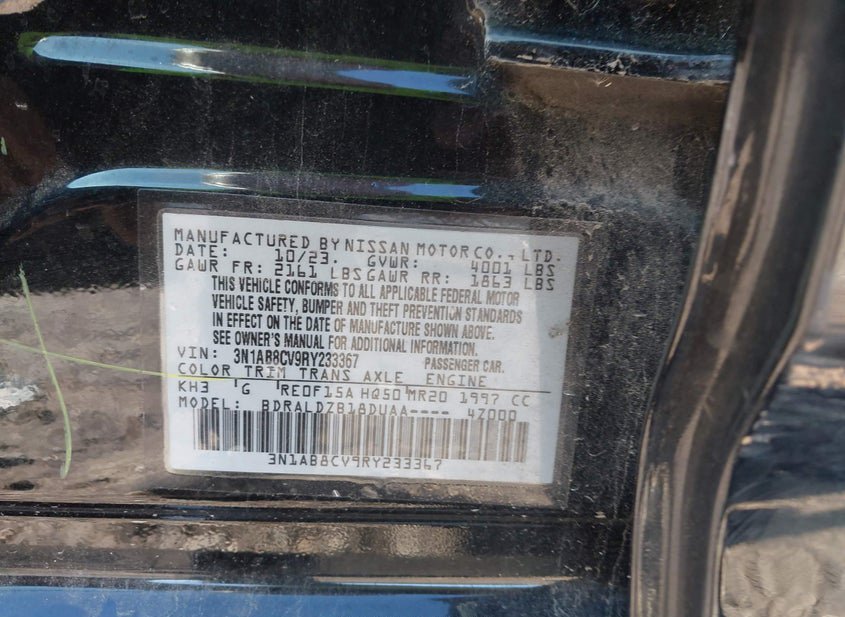 MANUFACTURED BY NISSAN MOTOR CO., LTD.
DATE: 10/23. GVWR: 4001 LBS
GAWR FR: 2161 LBS GAWR RR: 1863 LBS
THIS VEHICLE CONFORMS TO ALL APPLICABLE FEDERAL MOTOR
VEHICLE SAFETY, BUMPER AND THEFT PREVENTION STANDARDS
IN EFFECT ON THE DATE OF MANUFACTURE SHOWN ABOVE.
SEE OWNER'S MANUAL FOR ADDITIONAL INFORMATION.
VIN: 3N1AB8CV9RY233367 PASSENGER CAR.
COLOR TRIM TRANS AXLE ENGINE
KH3 G RE0F15A HQ50 MR20 1997 CC
MODEL: BDRALDZB18DUAA---- 4Z000
3N1AB8CV9RY233367